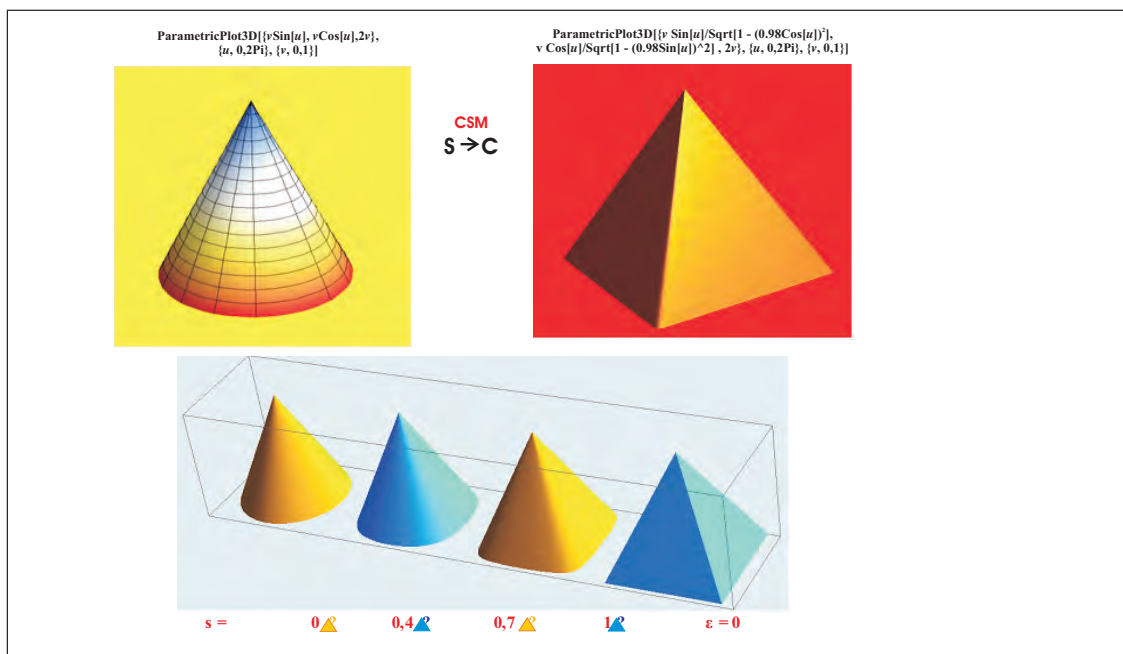 ParametricPlot3D[{vSin[u], vCos[u],2v},
{u, 0,2Pi}, {v, 0,1}]
ParametricPlot3D[{v Sin[u]/Sqrt[1 - (0.98Cos[u])²],
v Cos[u]/Sqrt[1 - (0.98Sin[u])^2] , 2v}, {u, 0,2Pi}, {v, 0,1}]
CSM
S → C
s = 0 0,4 0,7 1 ε = 0